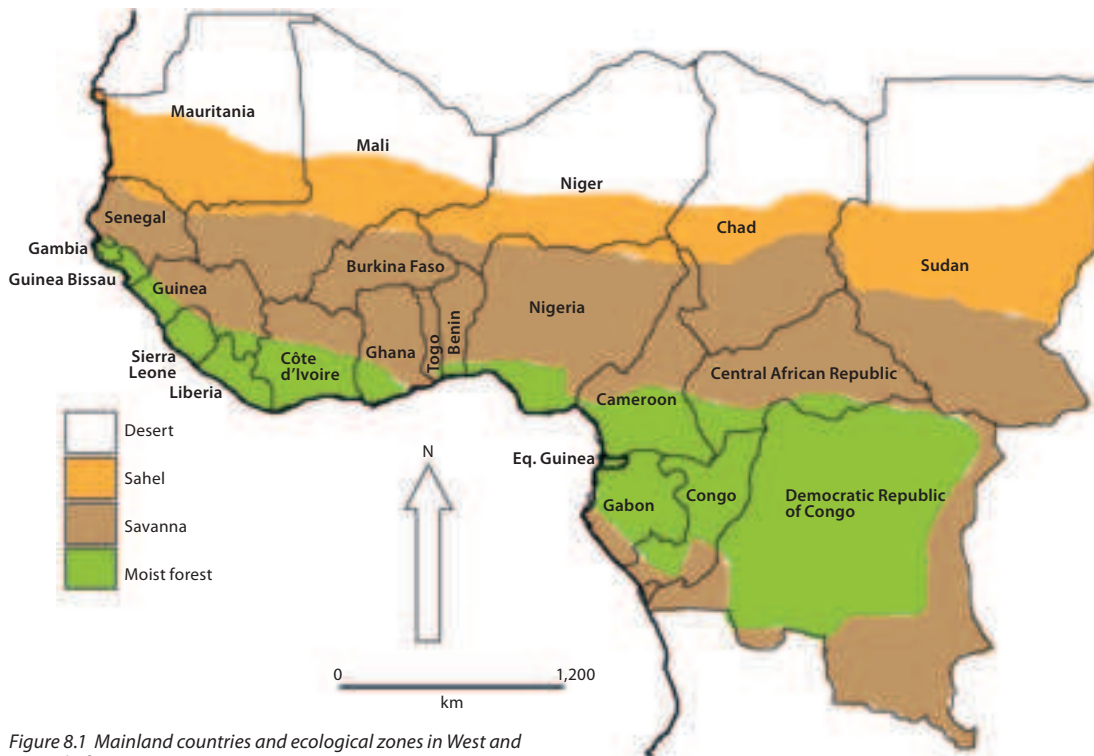 Mauritania
Mali
Niger
Chad
Sudan
Senegal
Gambia
Guinea Bissau
Guinea
Burkina Faso
Nigeria
Sierra
Leone
Liberia
Côte
d'Ivoire
Ghana
Togo
Benin
Central African Republic
Cameroon
Eq. Guinea
Gabon
Congo
Democratic Republic
of Congo
Desert
Sahel
Savanna
Moist forest
N
0 1,200
km
Figure 8.1 Mainland countries and ecological zones in West and